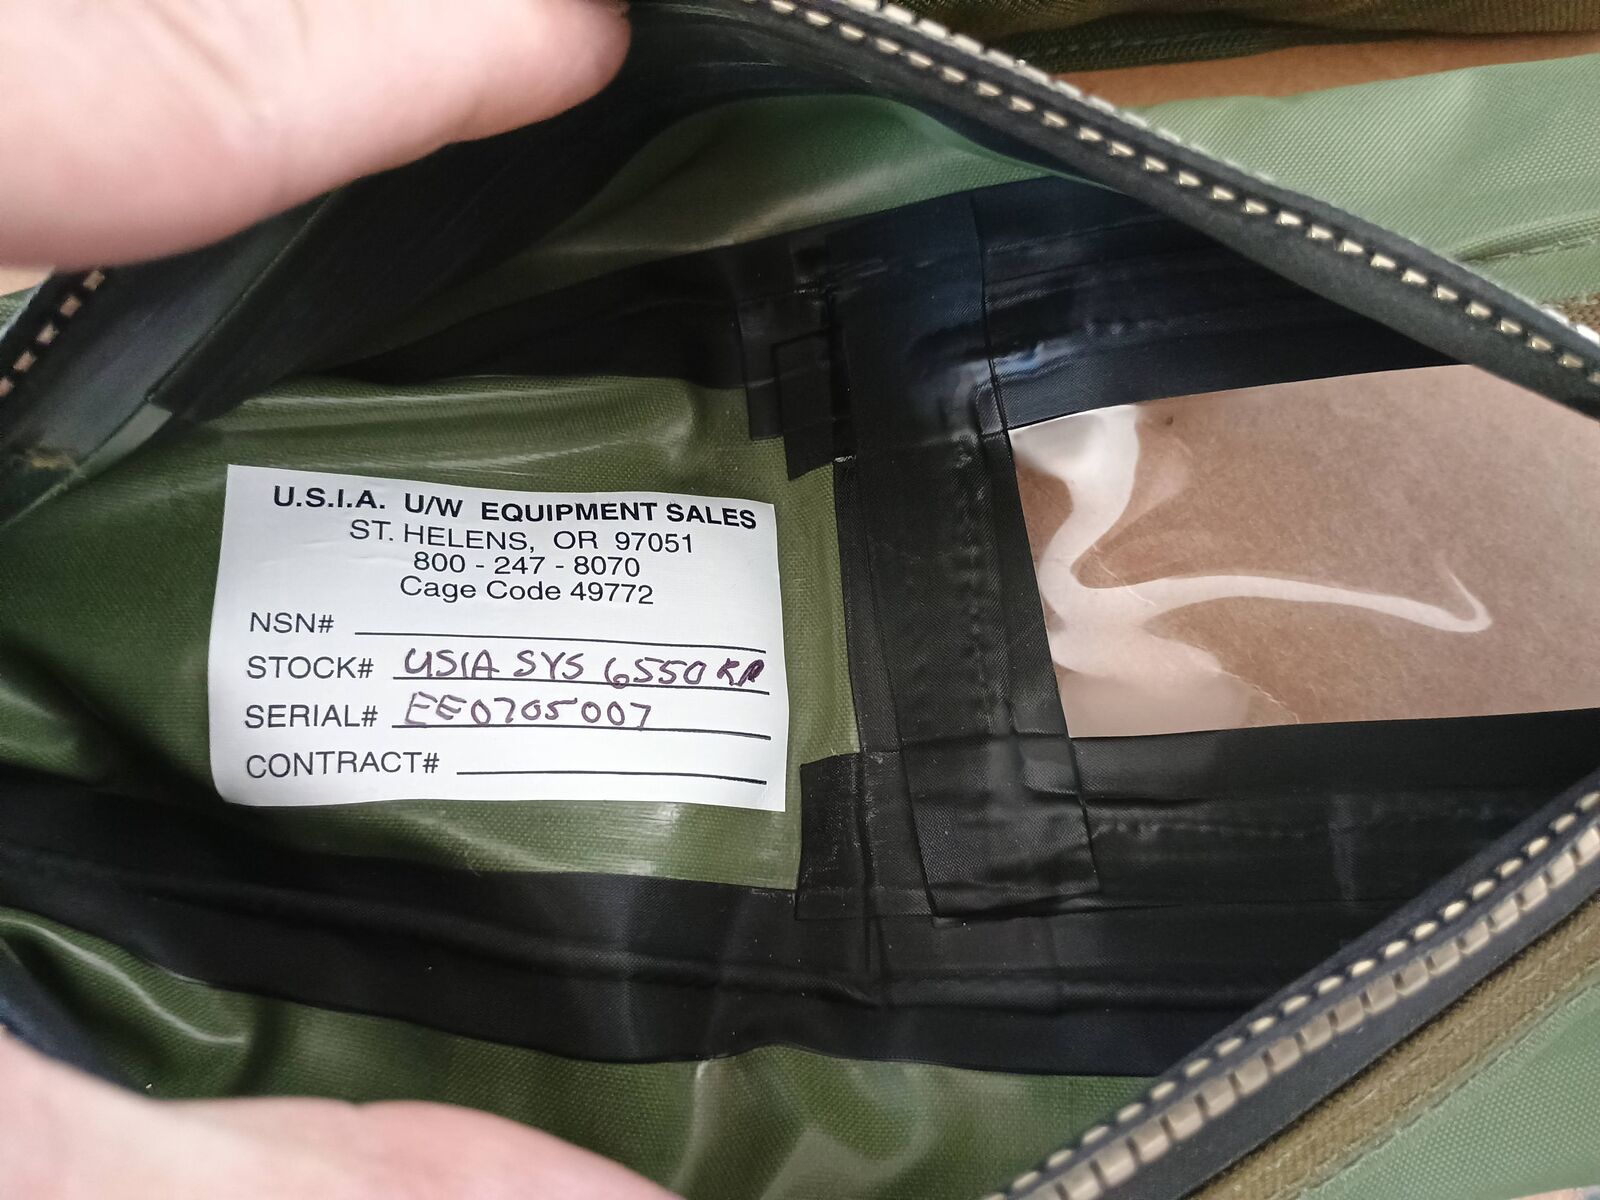 U.S.I.A. U/W EQUIPMENT SALES
ST. HELENS, OR 97051
800 - 247 - 8070
Cage Code 49772
NSN#
STOCK# USIA SYS 6550
SERIAL# EE0705007
CONTRACT#